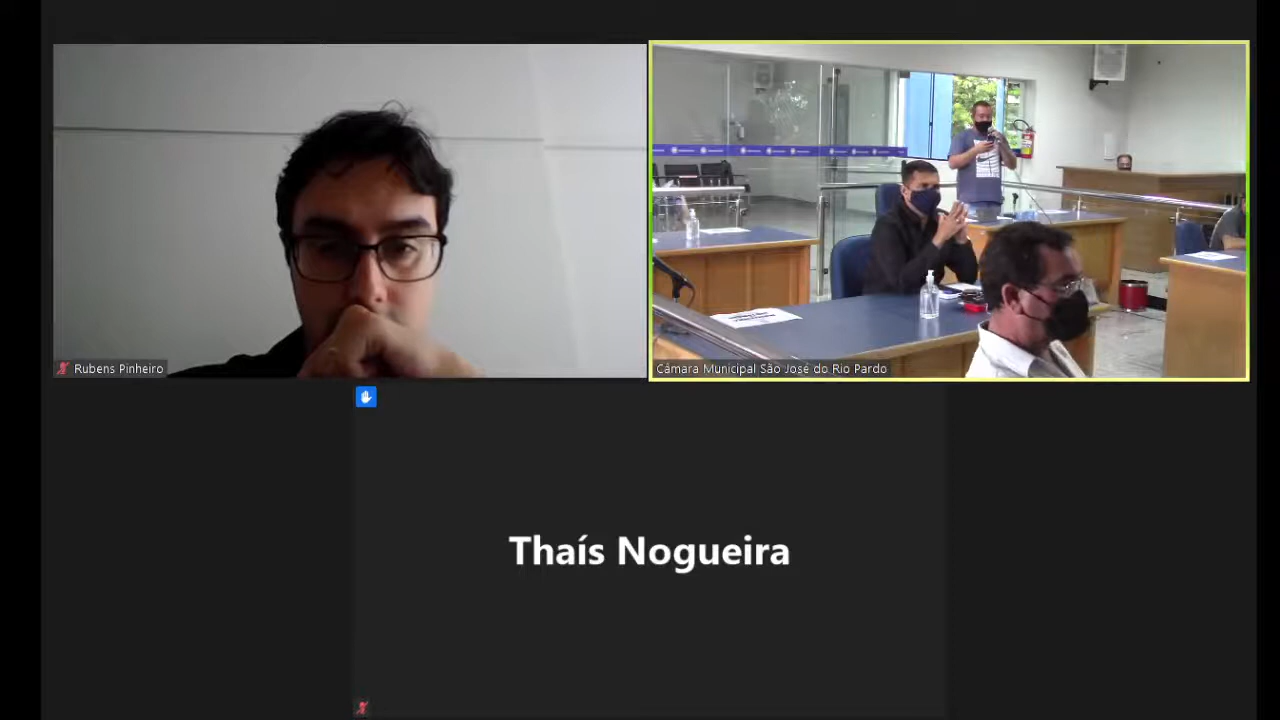 Rubens Pinheiro
Câmara Municipal São José do Rio Pardo
Thaís Nogueira